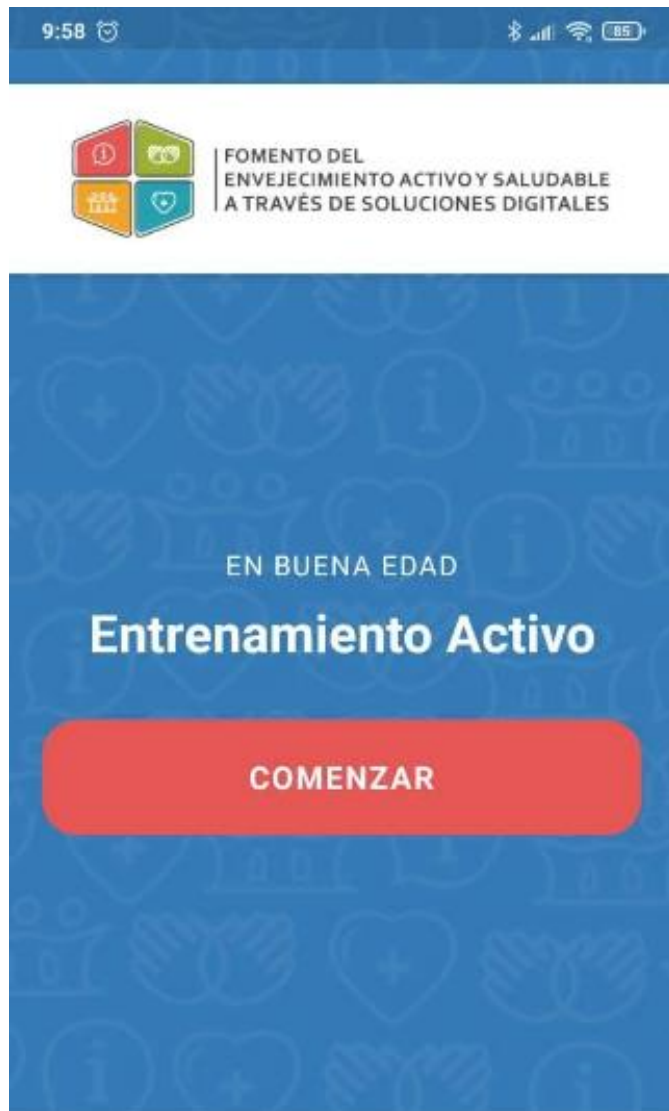 9:58
85
FOMENTO DEL
ENVEJECIMIENTO ACTIVO Y SALUDABLE
A TRAVÉS DE SOLUCIONES DIGITALES
EN BUENA EDAD
Entrenamiento Activo
COMENZAR